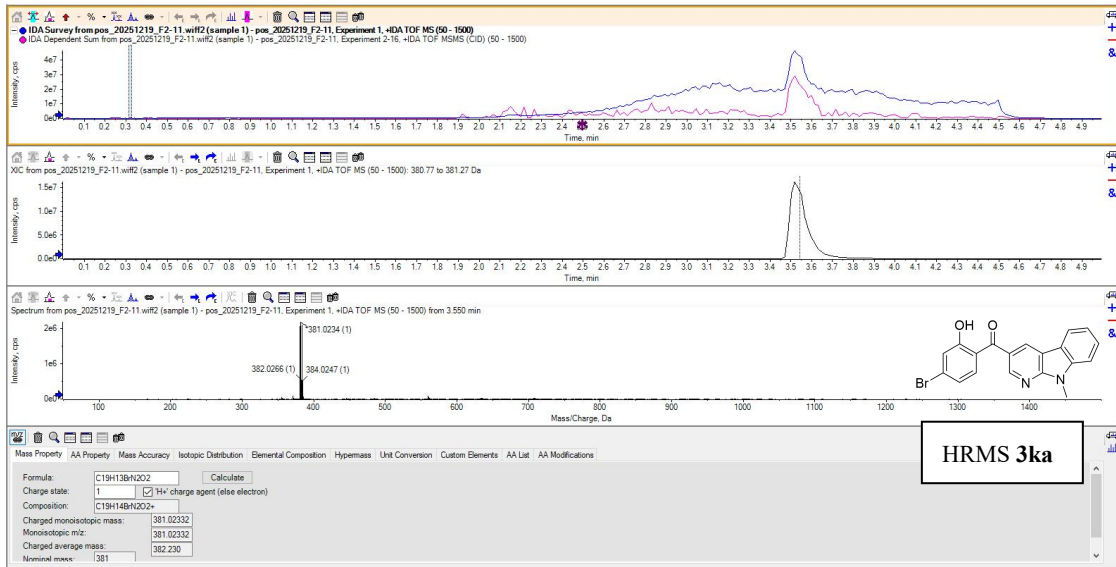 IDA Survey from pos_20251219_F2-11.wiff2 (sample 1) - pos_20251219_F2-11, Experiment 1, +IDA TOF MS (50 - 1500)
IDA Dependent Sum from pos_20251219_F2-11.wiff2 (sample 1) - pos_20251219_F2-11, Experiment 2-16, +IDA TOF MSMS (CID) (50 - 1500)
Intensity, cps
4e7
3e7
2e7
1e7
0e0
0.1 0.2 0.3 0.4 0.5 0.6 0.7 0.8 0.9 1.0 1.1 1.2 1.3 1.4 1.5 1.6 1.7 1.8 1.9 2.0 2.1 2.2 2.3 2.4 2.5 2.6 2.7 2.8 2.9 3.0 3.1 3.2 3.3 3.4 3.5 3.6 3.7 3.8 3.9 4.0 4.1 4.2 4.3 4.4 4.5 4.6 4.7 4.8 4.9
Time, min
XIC from pos_20251219_F2-11.wiff2 (sample 1) - pos_20251219_F2-11, Experiment 1, +IDA TOF MS (50 - 1500): 380.77 to 381.27 Da
Intensity, cps
1.5e7
1.0e7
5.0e6
0.0e0
0.1 0.2 0.3 0.4 0.5 0.6 0.7 0.8 0.9 1.0 1.1 1.2 1.3 1.4 1.5 1.6 1.7 1.8 1.9 2.0 2.1 2.2 2.3 2.4 2.5 2.6 2.7 2.8 2.9 3.0 3.1 3.2 3.3 3.4 3.5 3.6 3.7 3.8 3.9 4.0 4.1 4.2 4.3 4.4 4.5 4.6 4.7 4.8 4.9
Time, min
Spectrum from pos_20251219_F2-11.wiff2 (sample 1) - pos_20251219_F2-11, Experiment 1, +IDA TOF MS (50 - 1500) from 3.550 min
Intensity, cps
2e6
1e6
0e0
381.0234 (1)
382.0266 (1)
384.0247 (1)
OH
O
Br
N
N
100 200 300 400 500 600 700 800 900 1000 1100 1200 1300 1400
Mass/Charge, Da
Mass Property AA Property Mass Accuracy Isotopic Distribution Elemental Composition Hypermass Unit Conversion Custom Elements AA List AA Modifications
Formula: C19H13BrN2O2 Calculate
Charge state: 1 'H+' charge agent (else electron)
Composition: C19H14BrN2O2+
Charged monoisotopic mass: 381.02332
Monoisotopic m/z: 381.02332
Charged average mass: 382.230
Nominal mass: 381
HRMS 3ka